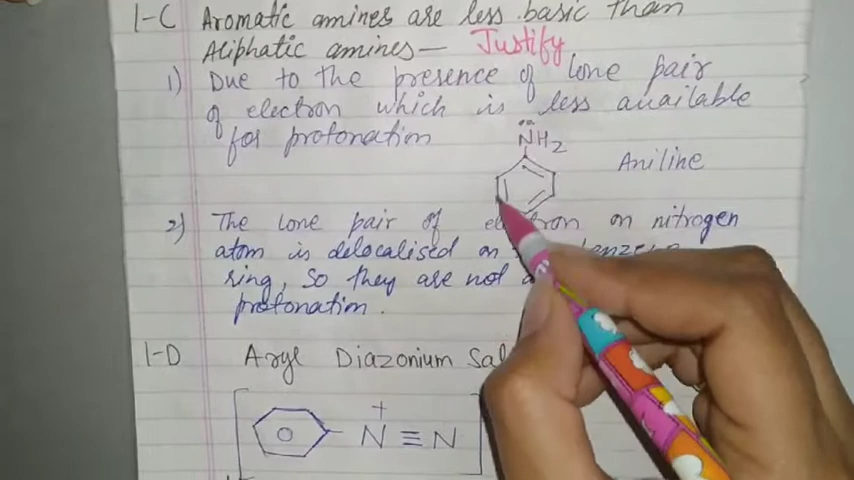 1-C Aromatic amines are less basic than
Aliphatic amines— Justify
1) Due to the presence of lone pair
of electron which is less available
for protonation
NH2
Aniline
2) The lone pair of electron on nitrogen
atom is delocalised on
ring, so they are not
protonation.
1-D Aryl Diazonium
+
N ≡ N